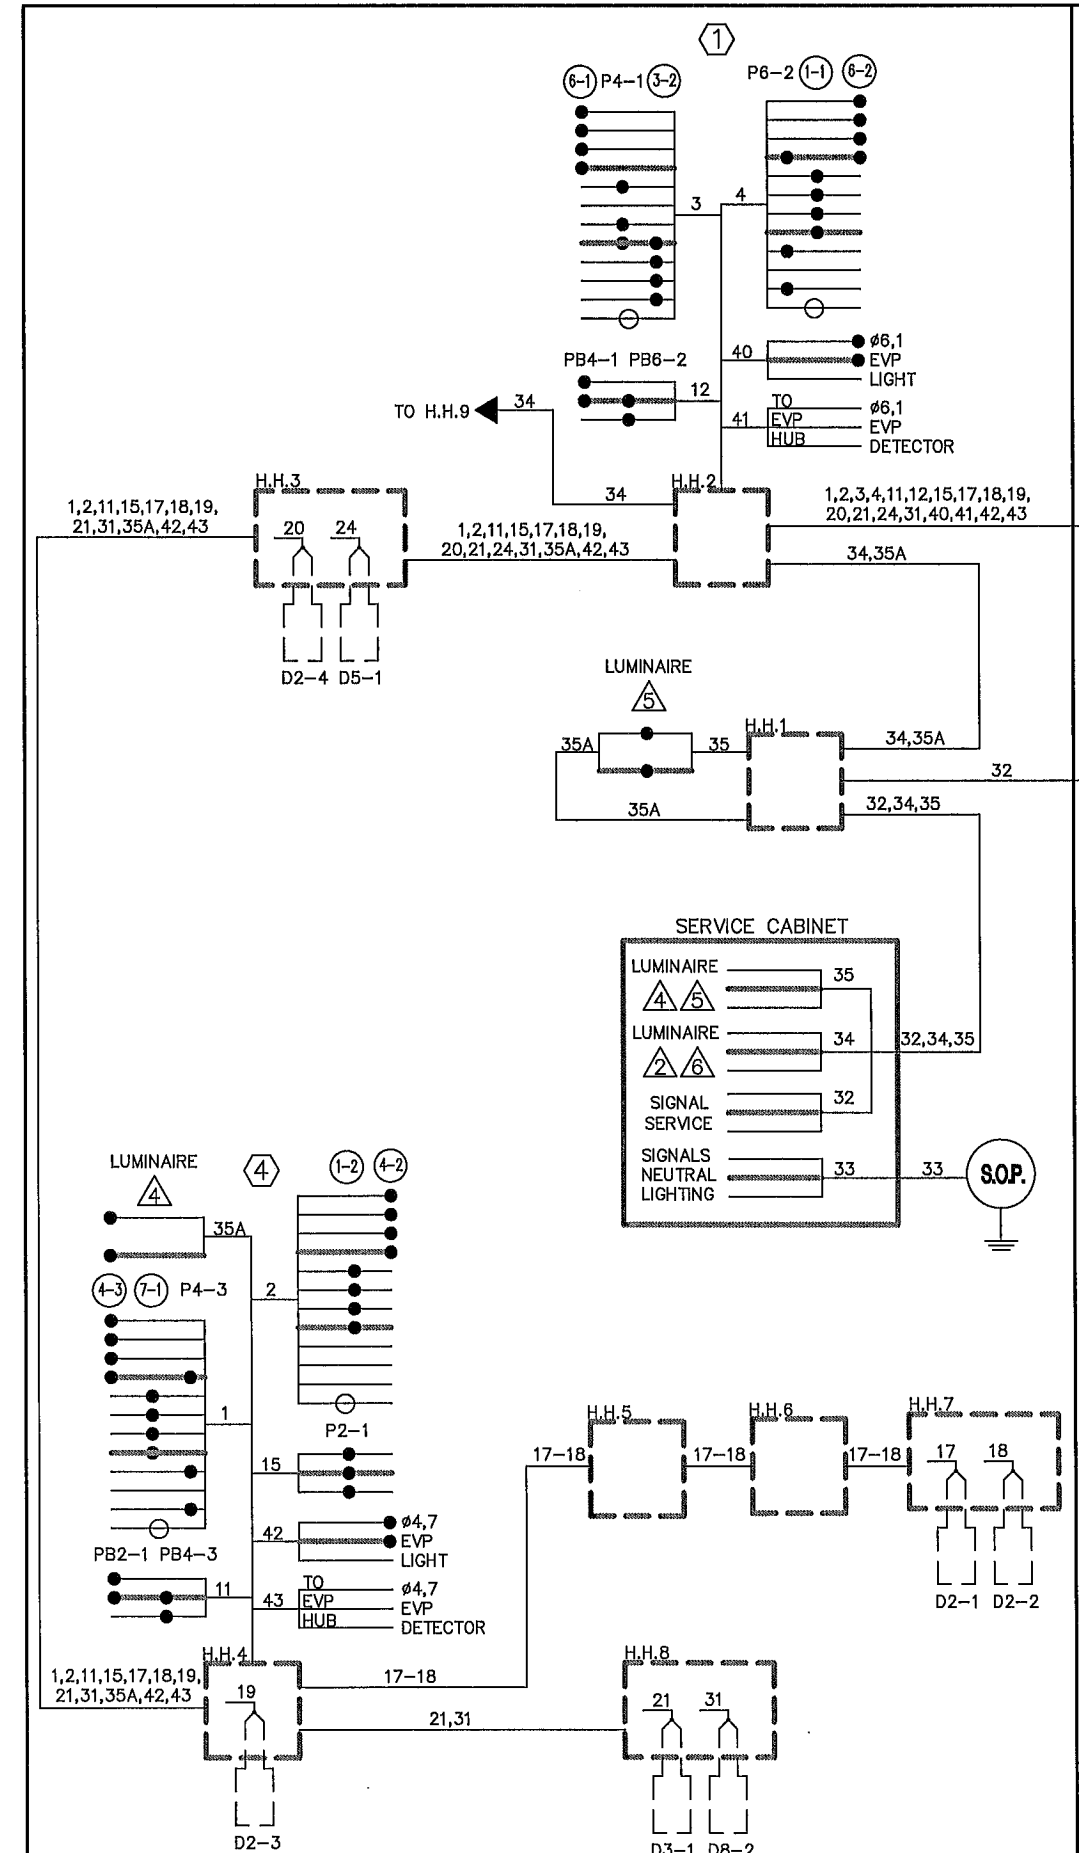 1
6-1 P4-1 3-2
P6-2 1-1 6-2
3
4
40
ø6,1
EVP
LIGHT
PB4-1 PB6-2
12
TO H.H.9
34
41
TO
EVP
HUB
ø6,1
EVP
DETECTOR
H.H.3
H.H.2
34
1,2,11,15,17,18,19,
21,31,35A,42,43
20
24
1,2,11,15,17,18,19,
20,21,24,31,35A,42,43
1,2,3,4,11,12,15,17,18,19,
20,21,24,31,40,41,42,43
34,35A
D2-4 D5-1
LUMINAIRE
5
35A
35
H.H.1
34,35A
32
35A
32,34,35
SERVICE CABINET
LUMINAIRE
4 5
35
LUMINAIRE
2 6
34
32,34,35
SIGNAL
SERVICE
32
SIGNALS
NEUTRAL
LIGHTING
33
33
S.O.P.
LUMINAIRE
4
4
1-2 4-2
35A
2
4-3 7-1 P4-3
1
P2-1
15
42
ø4,7
EVP
LIGHT
PB2-1 PB4-3
11
43
TO
EVP
HUB
ø4,7
EVP
DETECTOR
H.H.5
H.H.6
H.H.7
17-18
17-18
17-18
17
18
D2-1 D2-2
H.H.4
1,2,11,15,17,18,19,
21,31,35A,42,43
19
17-18
21,31
H.H.8
21
31
D2-3
D3-1 D8-2